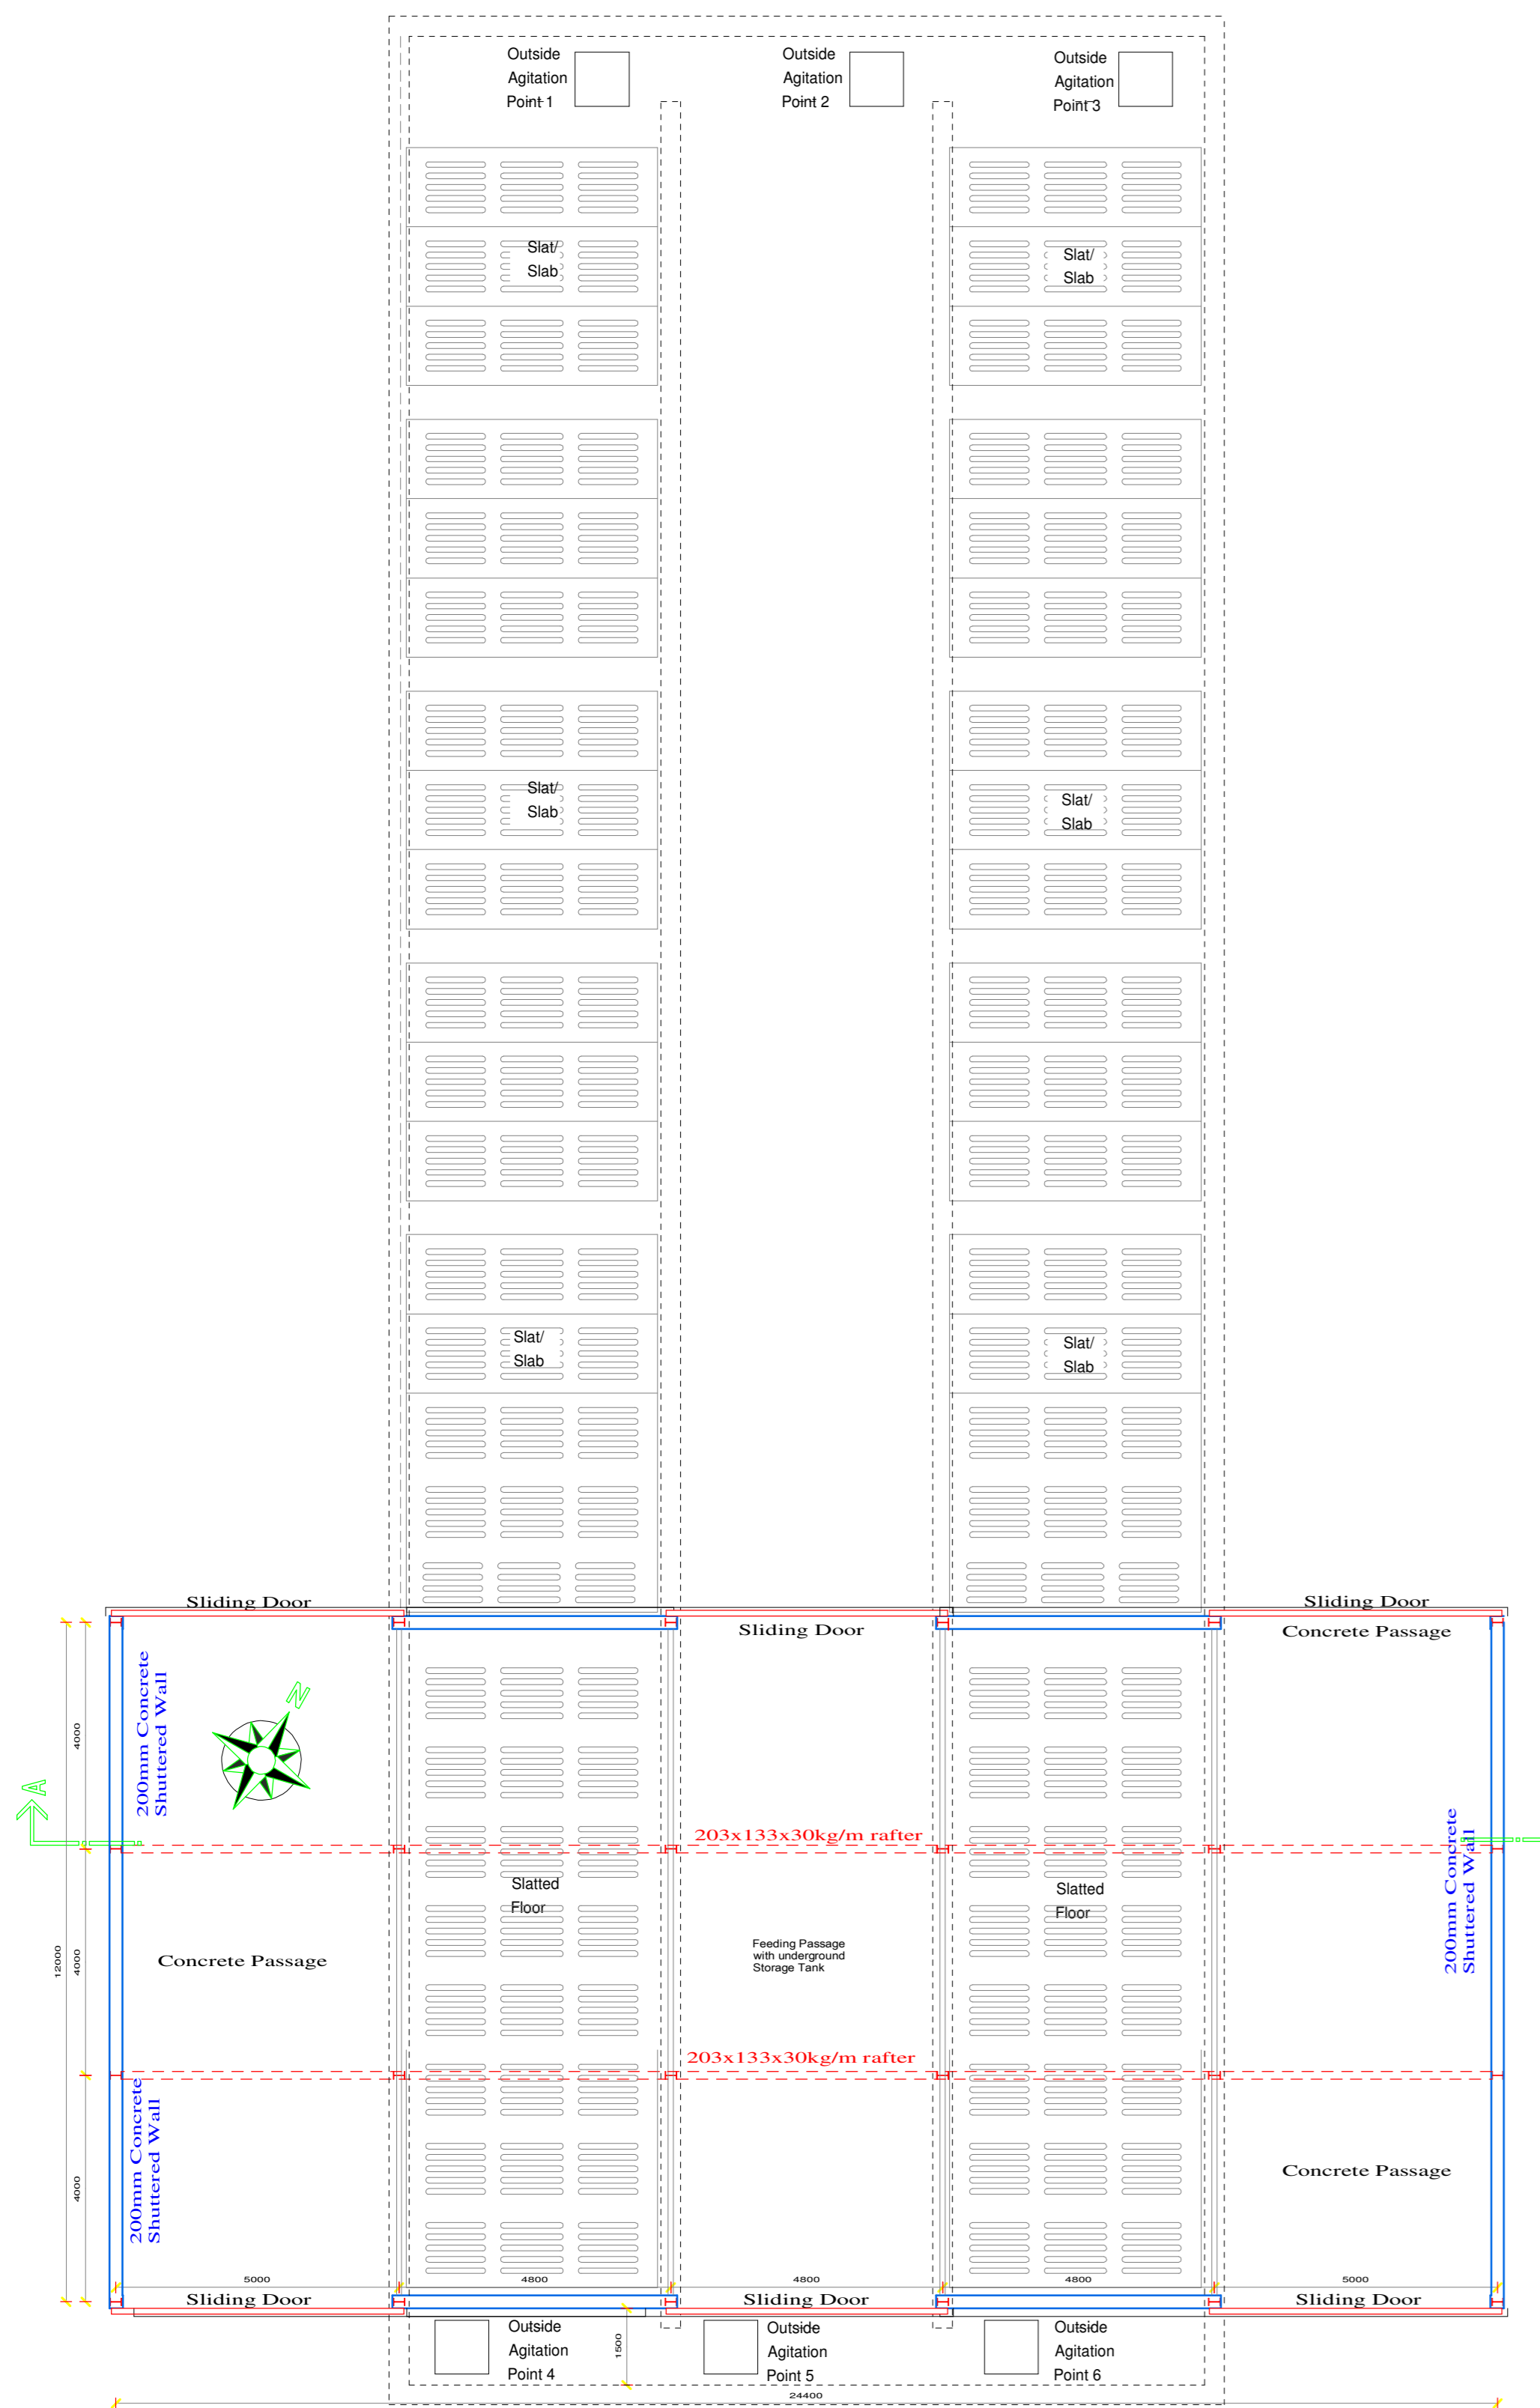 Outside
Agitation
Point 1
Outside
Agitation
Point 2
Outside
Agitation
Point 3
Slat/
Slab
Slat/
Slab
Slat/
Slab
Slat/
Slab
Slat/
Slab
Slat/
Slab
Sliding Door
Sliding Door
Sliding Door
Concrete Passage
200mm Concrete
Shuttered Wall
N
4000
A
203x133x30kg/m rafter
200mm Concrete
Shuttered Wall
Slatted
Floor
Slatted
Floor
Feeding Passage
with underground
Storage Tank
Concrete Passage
12000
4000
203x133x30kg/m rafter
200mm Concrete
Shuttered Wall
4000
Concrete Passage
5000
4800
4800
4800
5000
Sliding Door
Sliding Door
Sliding Door
Outside
Agitation
Point 4
1500
Outside
Agitation
Point 5
Outside
Agitation
Point 6
24400